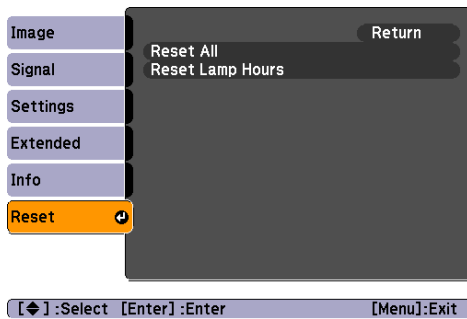 Image
Signal
Settings
Extended
Info
Reset
Return
Reset All
Reset Lamp Hours
[◆] :Select [Enter] :Enter [Menu]:Exit